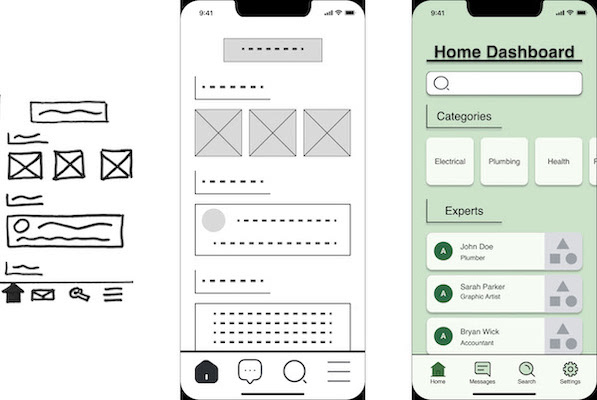 9:41
9:41
Home Dashboard
Categories
Electrical
Plumbing
Health
Experts
A
John Doe
Plumber
A
Sarah Parker
Graphic Artist
A
Bryan Wick
Accountant
Home
Messages
Search
Settings